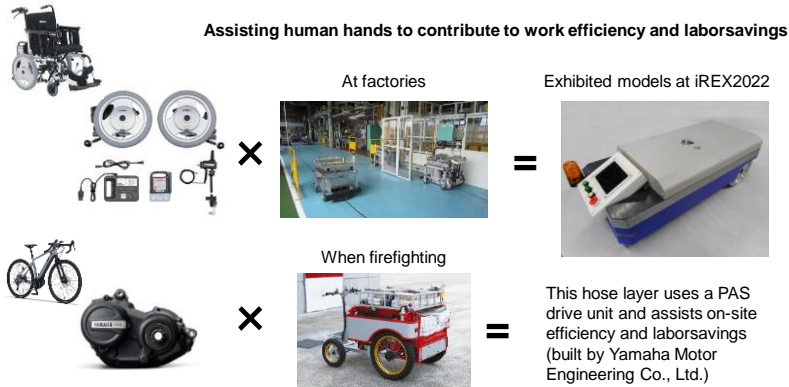 Assisting human hands to contribute to work efficiency and laborsavings
At factories
Exhibited models at iREX2022
×
=
When firefighting
YAMAHA
×
=
This hose layer uses a PAS
drive unit and assists on-site
efficiency and laborsavings
(built by Yamaha Motor
Engineering Co., Ltd.)